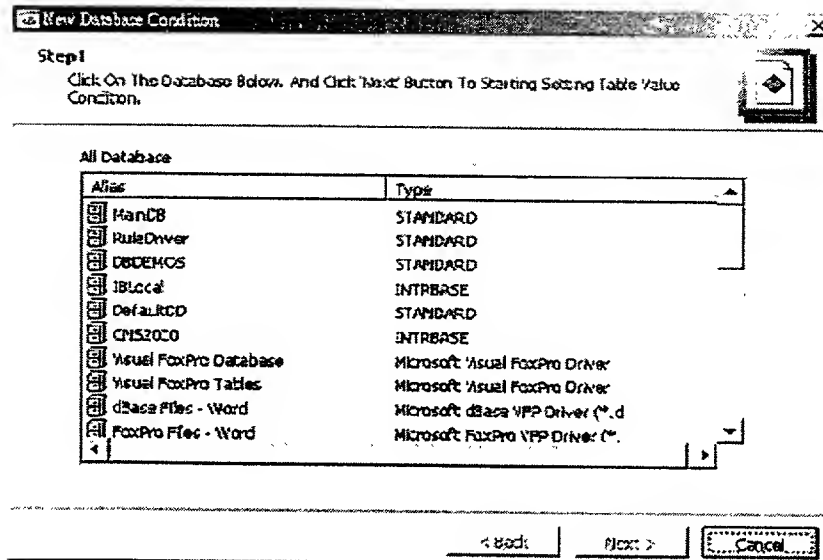 New Database Condition
Step1
Click On The Database Below. And Click 'Next' Button To Starting Setting Table Value
Condition.
All Database
Alias Type
MainDB STANDARD
RuleDriver STANDARD
DBDEMOS STANDARD
IBLocal INTRBASE
DefaultDD STANDARD
CMS2000 INTRBASE
Visual FoxPro Database Microsoft Visual FoxPro Driver
Visual FoxPro Tables Microsoft Visual FoxPro Driver
dBase Files - Word Microsoft dBase VFP Driver (*.d
FoxPro Files - Word Microsoft FoxPro VFP Driver (*.
< Back Next > Cancel